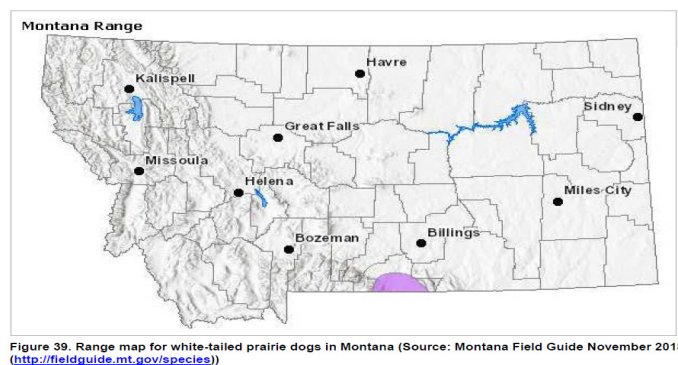 Montana Range
Havre
Kalispell
Sidney
Great Falls
Missoula
Helena
Miles City
Billings
Bozeman
Figure 39. Range map for white-tailed prairie dogs in Montana (Source: Montana Field Guide November
(http://fieldguide.mt.gov/species))